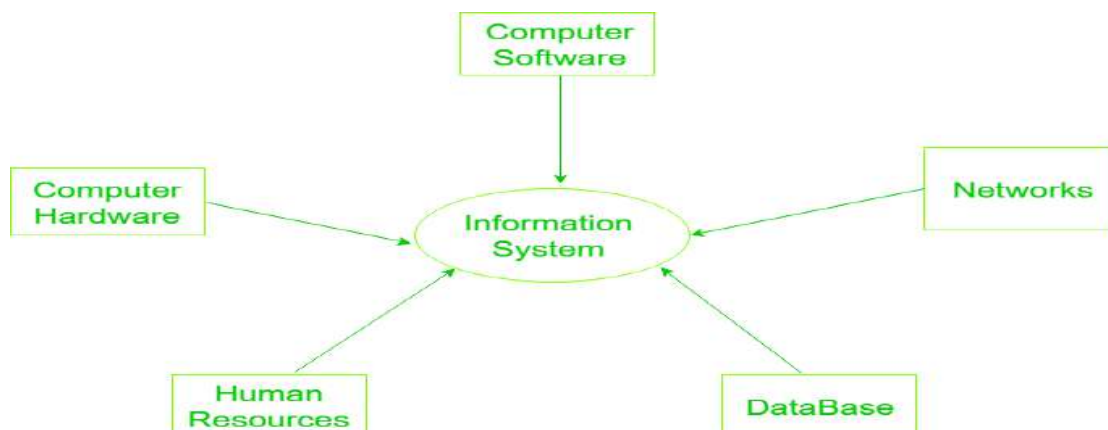 Computer
Software
Computer
Hardware
Networks
Information
System
Human
Resources
DataBase